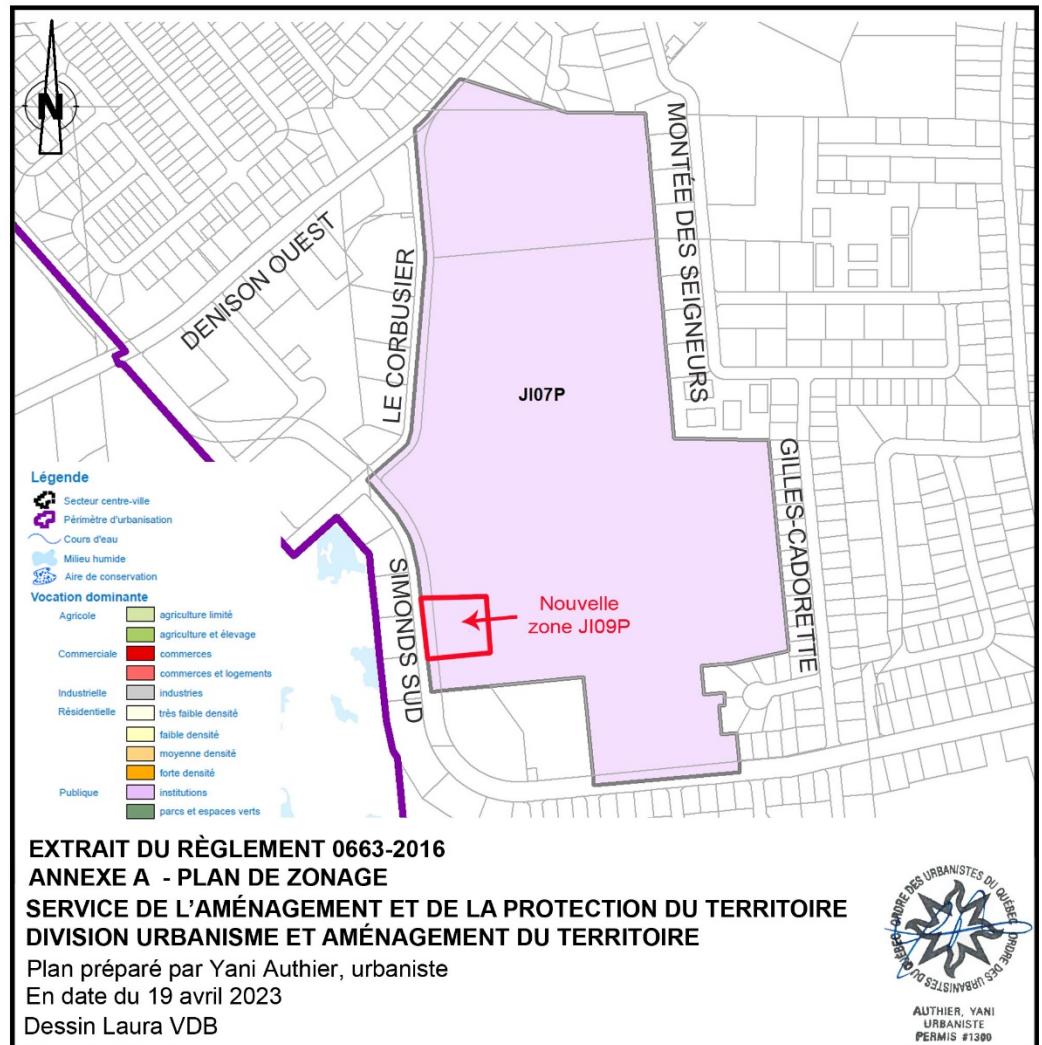 N
DENISON OUEST
LE CORBUSIER
MONTÉE DES SEIGNEURS
JI07P
GILLES-CADORETTE
SIMONDS SUD
Nouvelle
zone JI09P
Légende
Secteur centre-ville
Périmètre d'urbanisation
Cours d'eau
Milieu humide
Aire de conservation
Vocation dominante
Agricole agriculture limité
agriculture et élevage
Commerciale commerces
commerces et logements
Industrielle industries
Résidentielle très faible densité
faible densité
moyenne densité
forte densité
Publique institutions
parcs et espaces verts
EXTRAIT DU RÈGLEMENT 0663-2016
ANNEXE A - PLAN DE ZONAGE
SERVICE DE L'AMÉNAGEMENT ET DE LA PROTECTION DU TERRITOIRE
DIVISION URBANISME ET AMÉNAGEMENT DU TERRITOIRE
Plan préparé par Yani Authier, urbaniste
En date du 19 avril 2023
Dessin Laura VDB
ORDRE DES URBANISTES DU QUÉBEC
ORDRE DES URBANISTES DU QUÉBEC
AUTHIER, YANI
URBANISTE
PERMIS #1300